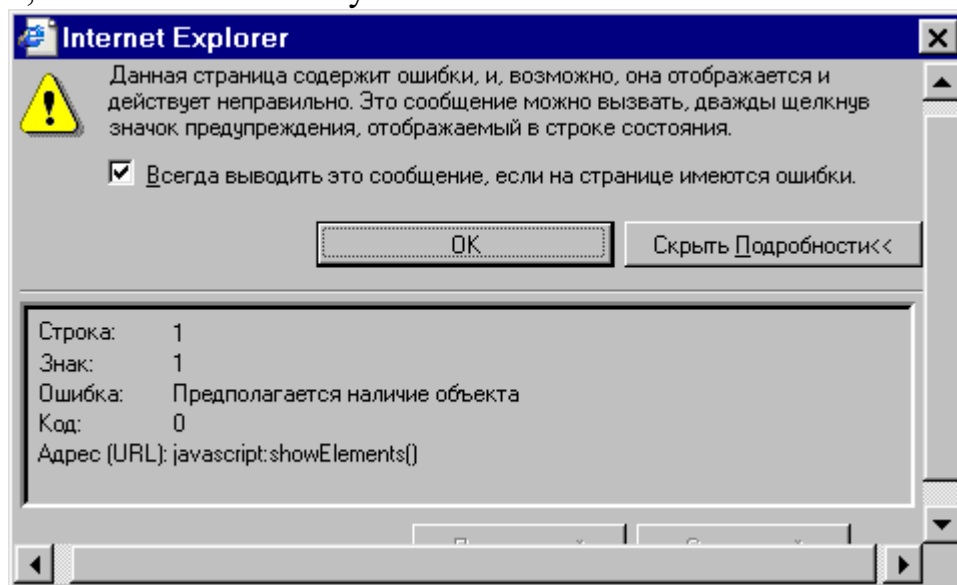 Internet Explorer
Данная страница содержит ошибки, и, возможно, она отображается и
действует неправильно. Это сообщение можно вызвать, дважды щелкнув
значок предупреждения, отображаемый в строке состояния.
Всегда выводить это сообщение, если на странице имеются ошибки.
OK Скрыть Подробности<<
Строка: 1
Знак: 1
Ошибка: Предполагается наличие объекта
Код: 0
Адрес (URL): javascript:showElements()